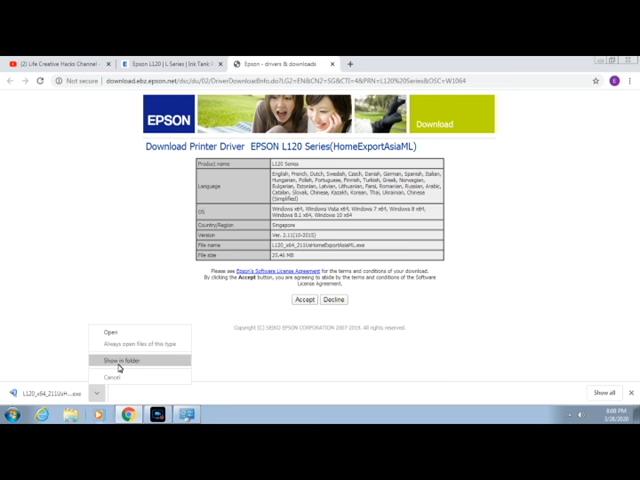 (2) Life Creative Hacks Channel -
Epson L120 | L Series | Ink Tank
Epson - drivers & downloads
Not secure | download.ebz.epson.net/dsc/du/02/DriverDownloadInfo.do?LG2=EN&CN2=SG&CTI=4&PRN=L120%20Series&OSC=W1064
EPSON
Download
Download Printer Driver EPSON L120 Series(HomeExportAsiaML)
Product name L120 Series
Language English, French, Dutch, Swedish, Czech, Danish, German, Spanish, Italian,
Hungarian, Polish, Portuguese, Finnish, Turkish, Greek, Norwegian,
Bulgarian, Estonian, Latvian, Lithuanian, Farsi, Romanian, Russian, Arabic,
Catalan, Slovak, Chinese, Kazakh, Korean, Thai, Ukrainian, Chinese
(Simplified)
OS Windows x64, Windows Vista x64, Windows 7 x64, Windows 8 x64,
Windows 8.1 x64, Windows 10 x64
Country/Region Singapore
Version Ver. 2.11(10-2015)
File name L120_x64_211UsHomeExportAsiaML.exe
File size 25.46 MB
Please see Epson's Software License Agreement for the terms and conditions of your download.
By clicking the Accept button, you are agreeing to abide by the terms and conditions of the Software
License Agreement.
Accept Decline
Copyright (C) SEIKO EPSON CORPORATION 2007-2019. All rights reserved.
Open
Always open files of this type
Show in folder
Cancel
L120_x64_211UsH....exe
Show all
8:08 PM
3/28/2020